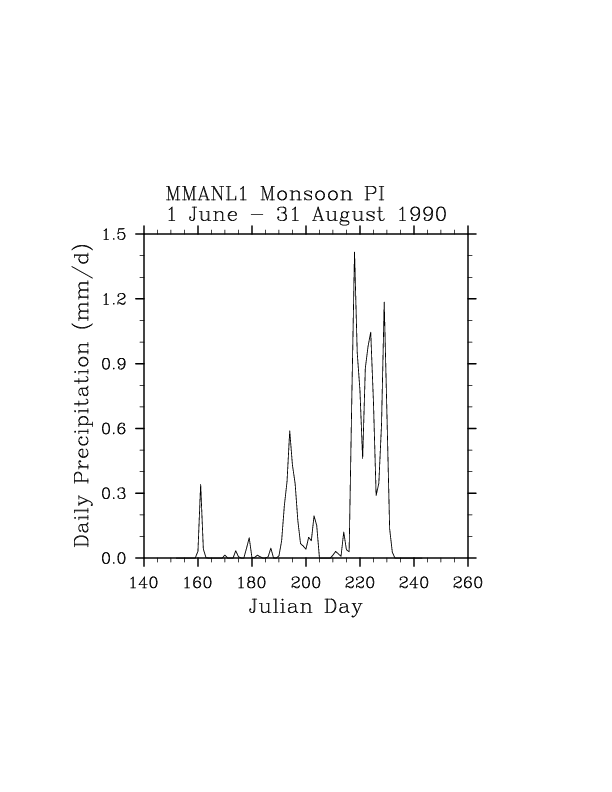 MMANL1 Monsoon PI
1 June – 31 August 1990
Daily Precipitation (mm/d)
1.5
1.2
0.9
0.6
0.3
0.0
140 160 180 200 220 240 260
Julian Day